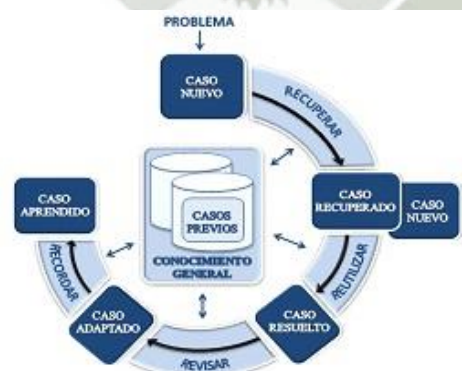 PROBLEMA
CASO
NUEVO
RECUPERAR
CASO
RECUPERADO
CASO
NUEVO
REUTILIZAR
CASO
RESUELTO
REVISAR
CASO
ADAPTADO
RECORDAR
CASO
APRENDIDO
CASOS
PREVIOS
CONOCIMIENTO
GENERAL